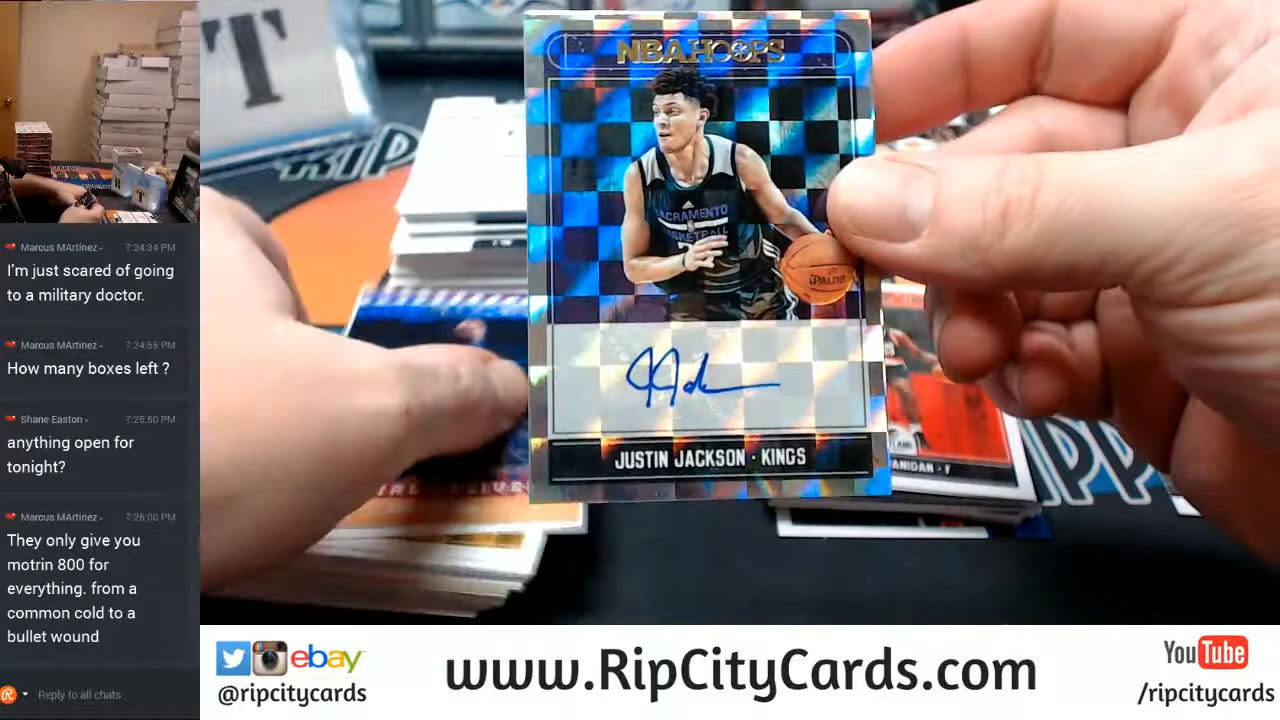 Marcus MArtinez 7:24:34 PM
I'm just scared of going
to a military doctor.
Marcus MArtinez 7:24:55 PM
How many boxes left ?
Shane Easton 7:25:50 PM
anything open for
tonight?
Marcus MArtinez 7:26:00 PM
They only give you
motrin 800 for
everything. from a
common cold to a
bullet wound
Reply to all chats
T
RIP
NBA HOOPS
SACRAMENTO
BASKETBALL
SPALDING
JUSTIN JACKSON · KINGS
ebay
@ripcitycards
www.RipCityCards.com
YouTube
/ripcitycards